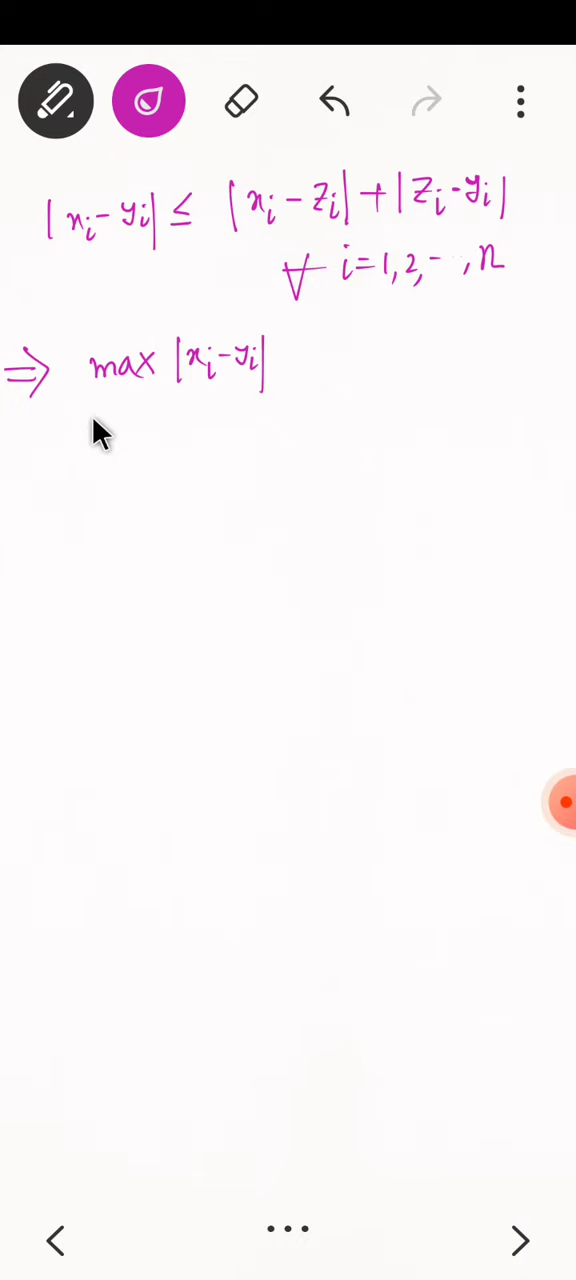 |xᵢ - yᵢ| ≤ |xᵢ - zᵢ| + |zᵢ - yᵢ|
∀ i = 1, 2, - - , n
⇒ max |xᵢ - yᵢ|